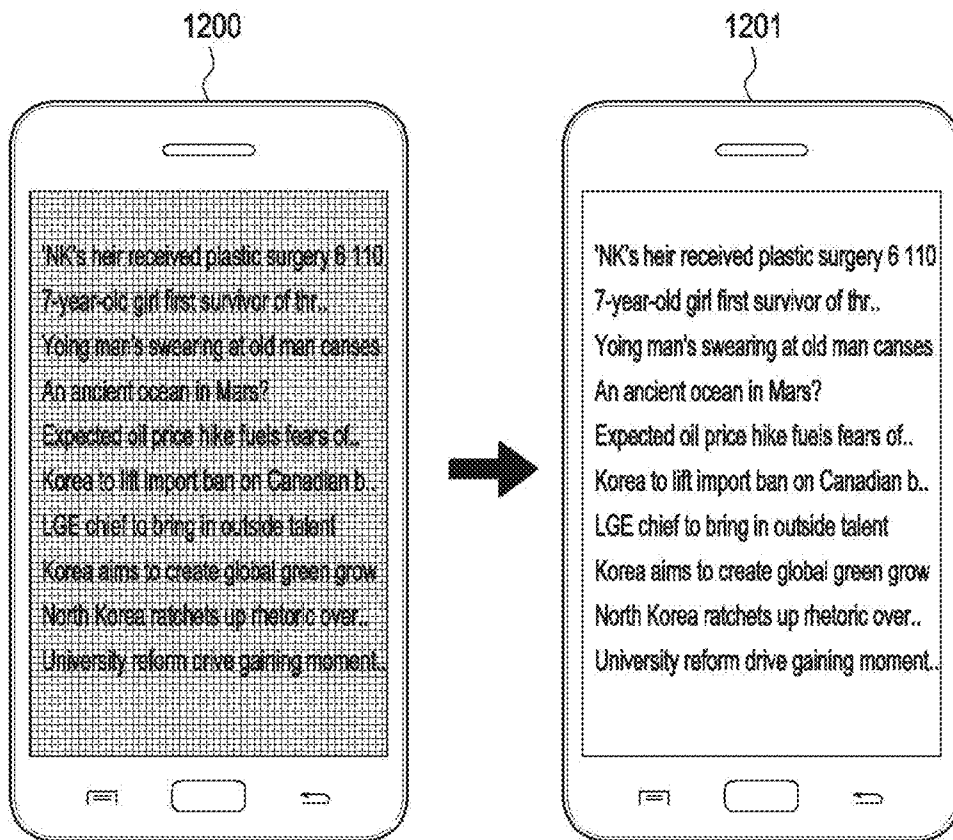 1200
'NK's heir received plastic surgery 6 110
7-year-old girl first survivor of thr..
Yoing man's swearing at old man canses
An ancient ocean in Mars?
Expected oil price hike fuels fears of..
Korea to lift import ban on Canadian b..
LGE chief to bring in outside talent
Korea aims to create global green grow
North Korea ratchets up rhetoric over..
University reform drive gaining moment..
1201
'NK's heir received plastic surgery 6 110
7-year-old girl first survivor of thr..
Yoing man's swearing at old man canses
An ancient ocean in Mars?
Expected oil price hike fuels fears of..
Korea to lift import ban on Canadian b..
LGE chief to bring in outside talent
Korea aims to create global green grow
North Korea ratchets up rhetoric over..
University reform drive gaining moment..